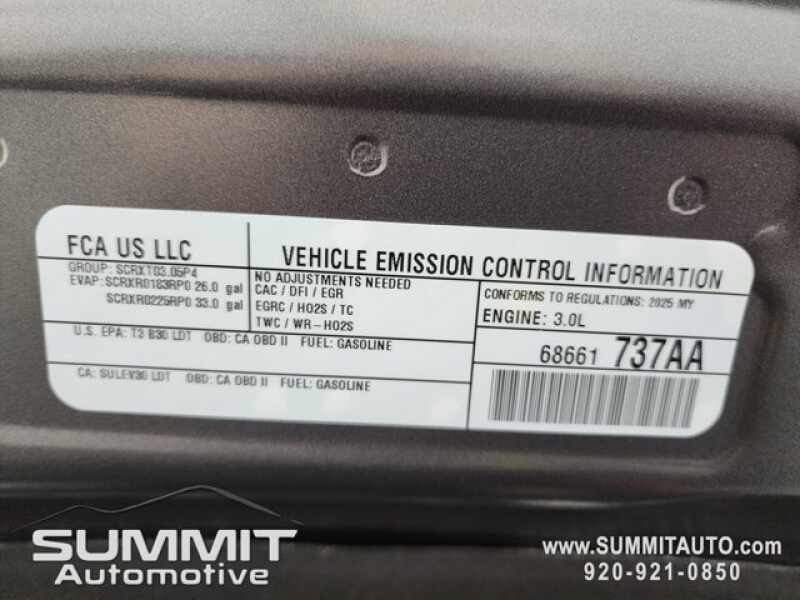 FCA US LLC
GROUP: SCRXT03.05P4
EVAP: SCRXR0183RP0 26.0 gal
SCRXR0225RP0 33.0 gal
VEHICLE EMISSION CONTROL INFORMATION
NO ADJUSTMENTS NEEDED
CAC / DFI / EGR
EGRC / HO2S / TC
TWC / WR-HO2S
CONFORMS TO REGULATIONS: 2025 MY
ENGINE: 3.0L
U.S. EPA: T3 B30 LDT OBD: CA OBD II FUEL: GASOLINE
CA: SULEV30 LDT OBD: CA OBD II FUEL: GASOLINE
68661 737AA
SUMMIT
Automotive
www.SUMMITAUTO.com
920-921-0850